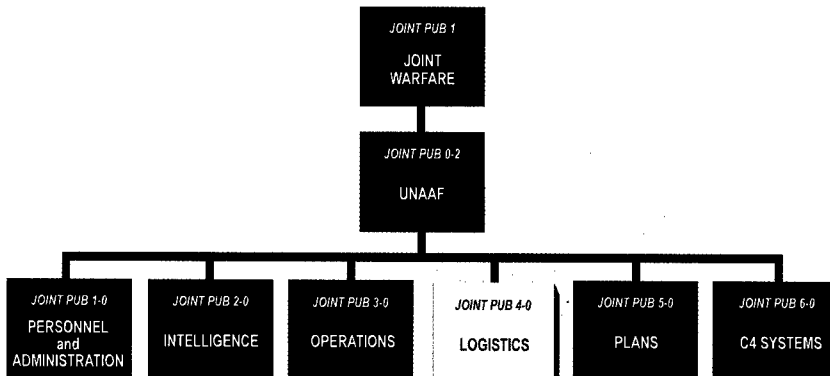 JOINT PUB 1
JOINT
WARFARE
JOINT PUB 0-2
UNAAF
JOINT PUB 1-0
PERSONNEL
and
ADMINISTRATION
JOINT PUB 2-0
INTELLIGENCE
JOINT PUB 3-0
OPERATIONS
JOINT PUB 4-0
LOGISTICS
JOINT PUB 5-0
PLANS
JOINT PUB 6-0
C4 SYSTEMS